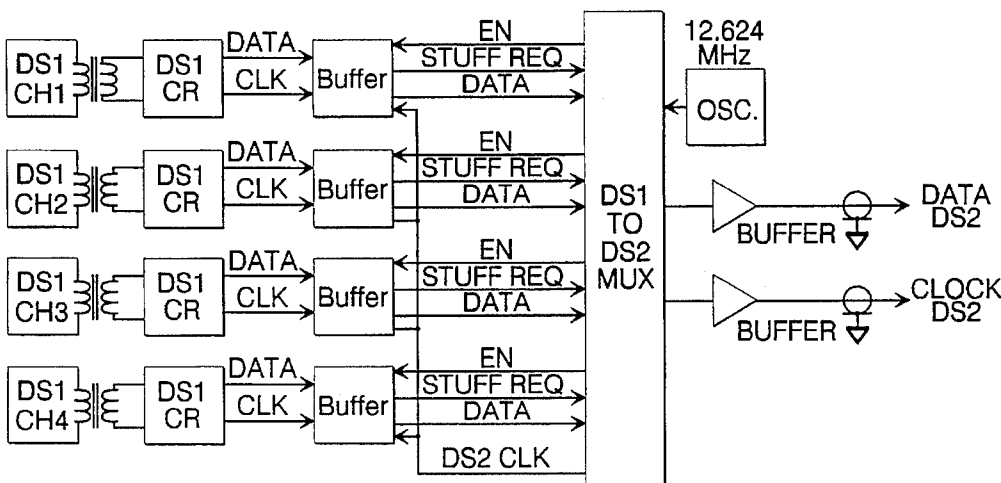 DS1
CH1
DS1
CR
DATA
CLK
Buffer
EN
STUFF REQ
DATA
12.624
MHz
OSC.
DS1
CH2
DS1
CR
DATA
CLK
Buffer
EN
STUFF REQ
DATA
DS1
TO
DS2
MUX
BUFFER
DATA
DS2
DS1
CH3
DS1
CR
DATA
CLK
Buffer
EN
STUFF REQ
DATA
BUFFER
CLOCK
DS2
DS1
CH4
DS1
CR
DATA
CLK
Buffer
EN
STUFF REQ
DATA
DS2 CLK